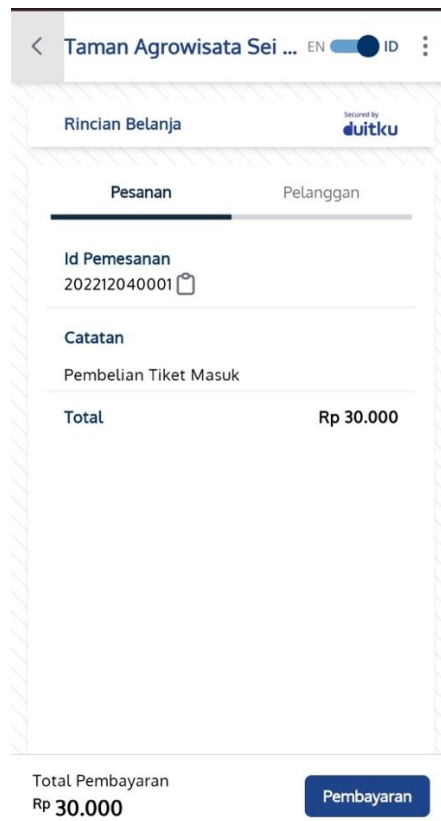 Taman Agrowisata Sei ... EN ID
Rincian Belanja
Secured by
duitku
Pesanan Pelanggan
Id Pemesanan
202212040001
Catatan
Pembelian Tiket Masuk
Total Rp 30.000
Total Pembayaran
Rp 30.000
Pembayaran